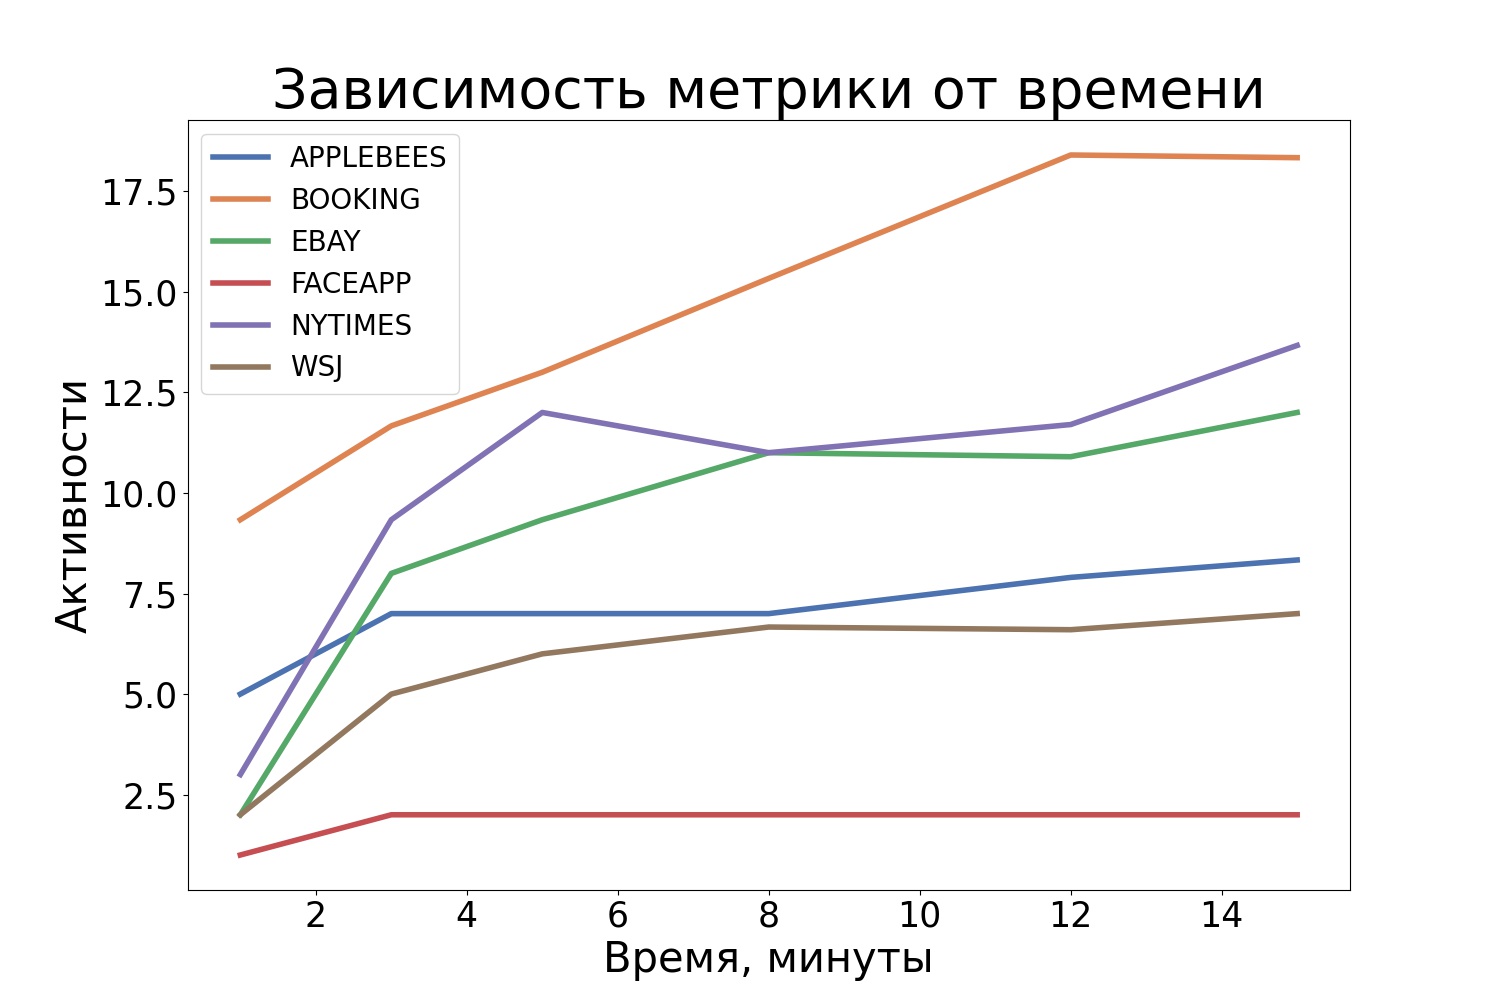 Зависимость метрики от времени
APPLEBEES
BOOKING
EBAY
FACEAPP
NYTIMES
WSJ
Активности
17.5
15.0
12.5
10.0
7.5
5.0
2.5
2 4 6 8 10 12 14
Время, минуты